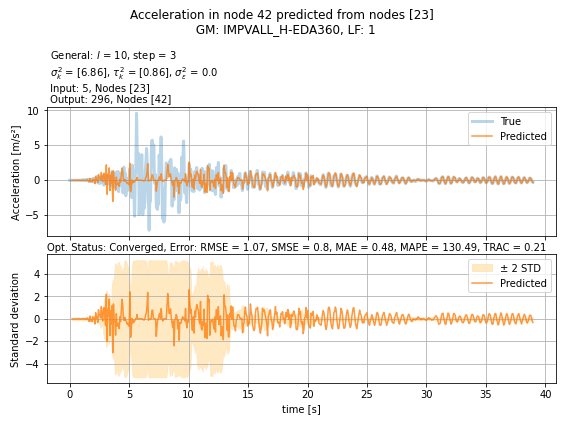 Acceleration in node 42 predicted from nodes [23]
GM: IMPVALL_H-EDA360, LF: 1
General: l = 10, step = 3
σ²ₖ = [6.86], τ²ₖ = [0.86], σ²ε = 0.0
Input: 5, Nodes [23]
Output: 296, Nodes [42]
10
5
0
−5
Acceleration [m/s²]
True
Predicted
Opt. Status: Converged, Error: RMSE = 1.07, SMSE = 0.8, MAE = 0.48, MAPE = 130.49, TRAC = 0.21
4
2
0
−2
−4
Standard deviation
± 2 STD
Predicted
0 5 10 15 20 25 30 35 40
time [s]